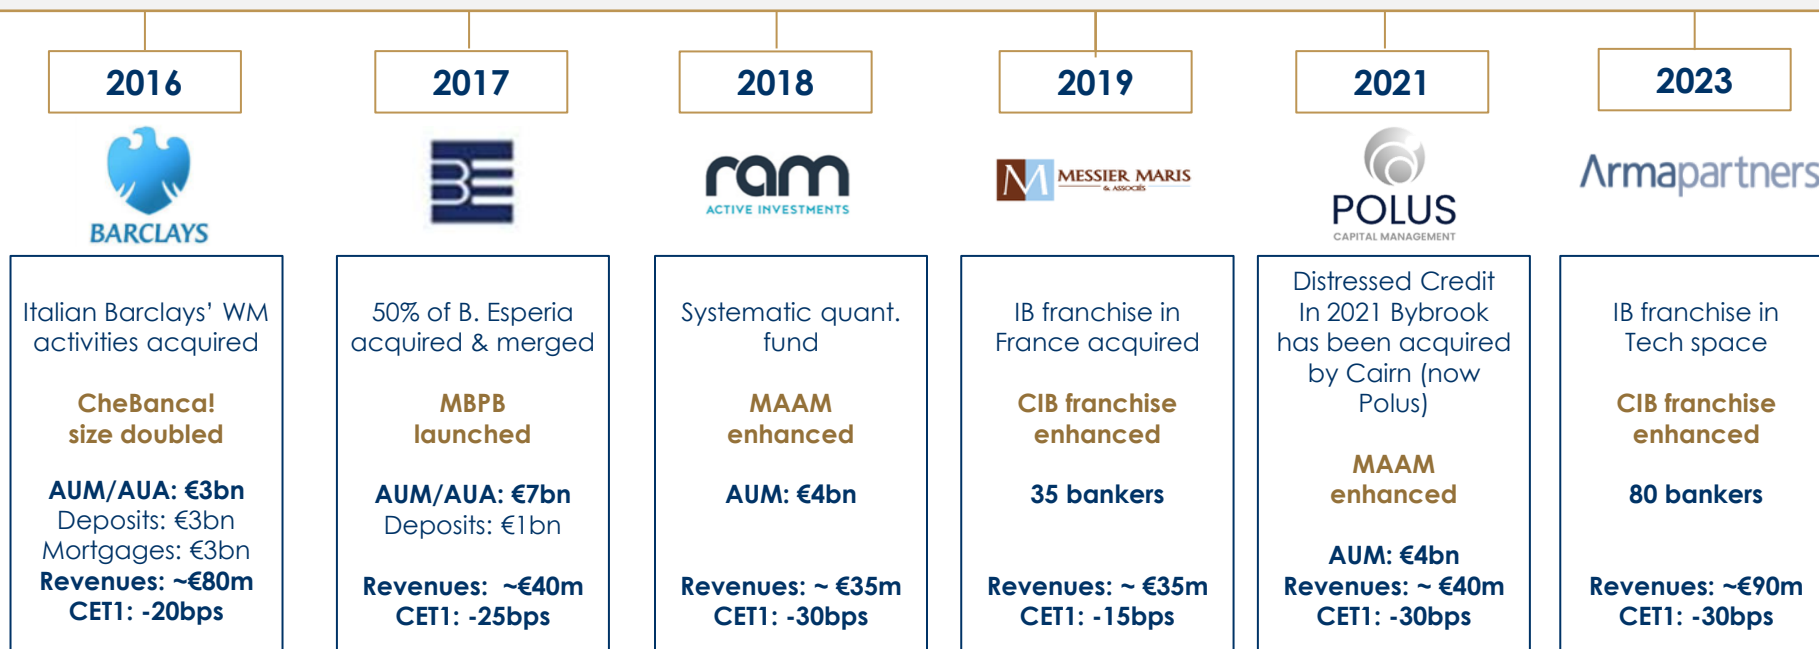 2016
BARCLAYS
Italian Barclays' WM
activities acquired
CheBanca!
size doubled
AUM/AUA: €3bn
Deposits: €3bn
Mortgages: €3bn
Revenues: ~€80m
CET1: -20bps
2017
BE
50% of B. Esperia
acquired & merged
MBPB
launched
AUM/AUA: €7bn
Deposits: €1bn
Revenues: ~€40m
CET1: -25bps
2018
ram
ACTIVE INVESTMENTS
Systematic quant.
fund
MAAM
enhanced
AUM: €4bn
Revenues: ~ €35m
CET1: -30bps
2019
M MESSIER MARIS
& ASSOCIÉS
IB franchise in
France acquired
CIB franchise
enhanced
35 bankers
Revenues: ~ €35m
CET1: -15bps
2021
POLUS
CAPITAL MANAGEMENT
Distressed Credit
In 2021 Bybrook
has been acquired
by Cairn (now
Polus)
MAAM
enhanced
AUM: €4bn
Revenues: ~ €40m
CET1: -30bps
2023
Armapartners
IB franchise in
Tech space
CIB franchise
enhanced
80 bankers
Revenues: ~€90m
CET1: -30bps